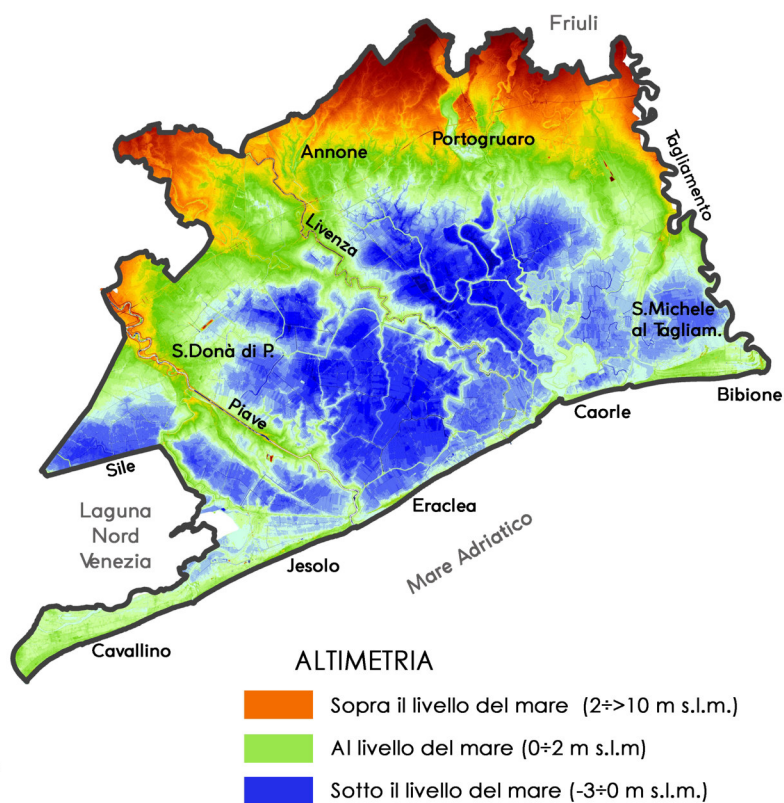 Friuli
Portogruaro
Annone
Tagliamento
Livenza
S.Michele
al Tagliam.
S.Donà di P.
Bibione
Piave
Caorle
Sile
Eraclea
Laguna
Nord
Venezia
Mare Adriatico
Jesolo
Cavallino
ALTIMETRIA
Sopra il livello del mare (2÷>10 m s.l.m.)
Al livello del mare (0÷2 m s.l.m)
Sotto il livello del mare (-3÷0 m s.l.m.)